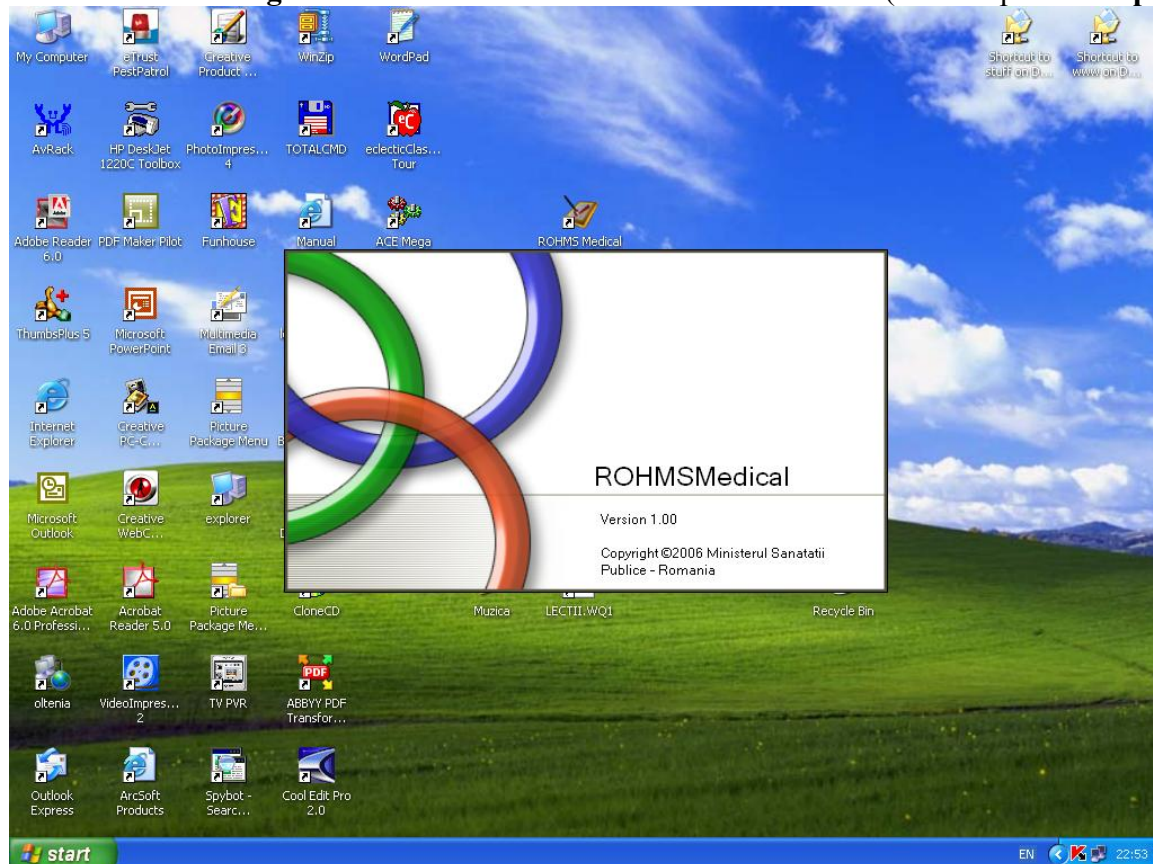 My Computer
eTrust
PestPatrol
Creative
Product ...
WinZip
WordPad
Shortcut to
stuff on D...
Shortcut to
www on D...
AvRack
HP DeskJet
1220C Toolbox
PhotoImpres...
4
TOTALCMD
eclecticClas...
Tour
Adobe Reader
6.0
PDF Maker Pilot
Funhouse
Manual
ACE Mega
ROHMS Medical
ThumbsPlus 5
Microsoft
PowerPoint
Multimedia
Email 3
Internet
Explorer
Creative
PC-C...
Picture
Package Menu
ROHMSMedical
Version 1.00
Copyright ©2006 Ministerul Sanatatii
Publice - Romania
Microsoft
Outlook
Creative
WebC...
explorer
Adobe Acrobat
6.0 Professi...
Acrobat
Reader 5.0
Picture
Package Me...
CloneCD
Muzica
LECTII.WQ1
Recycle Bin
oltenia
VideoImpres...
2
TV PVR
PDF
ABBYY PDF
Transfor...
Outlook
Express
ArcSoft
Products
Spybot -
Searc...
Cool Edit Pro
2.0
start
EN
22:53